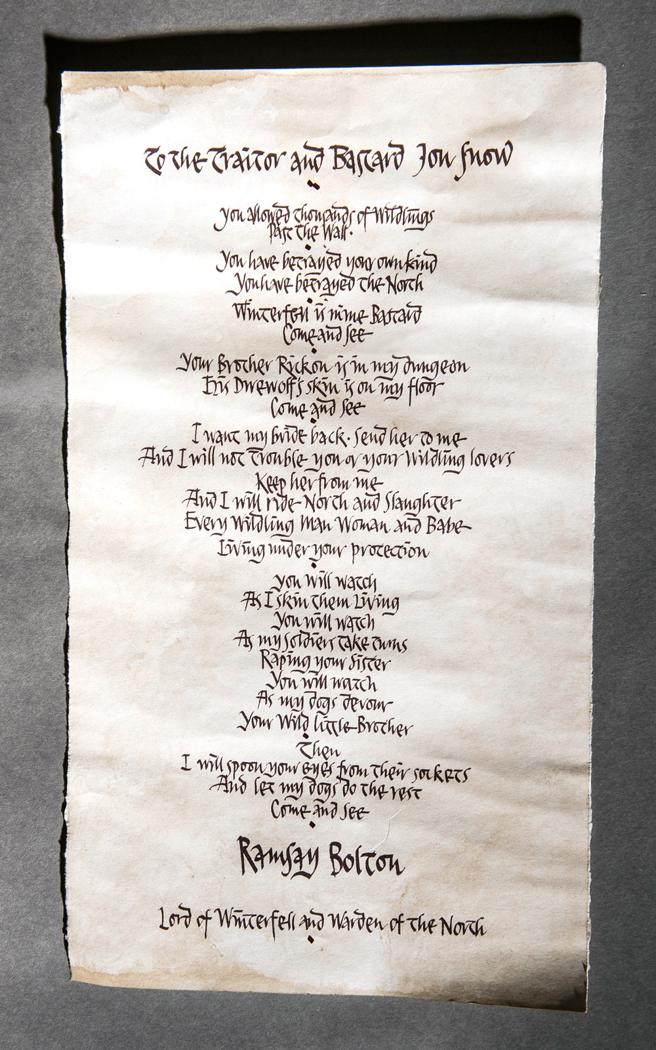 To the Traitor and Bastard Jon Snow
you allowed thousands of Wildlings
Past the Wall.
you have betrayed your own kind
You have betrayed the North
Winterfell is mine Bastard
Come and see
Your Brother Rickon is in my dungeon
His Direwolf's skin is on my floor
Come and see
I want my bride back. Send her to me
And I will not trouble you or your Wildling lovers
Keep her from me
And I will ride North and Slaughter
Every Wildling Man Woman and Babe
Living under your protection
you will watch
As I skin them Living
You will watch
As my soldiers take turns
Raping your sister
You will watch
As my dogs devour
Your Wild little Brother
Then
I will spoon your eyes from their sockets
And let my dogs do the rest
Come and see
Ramsay Bolton
Lord of Winterfell and Warden of the North